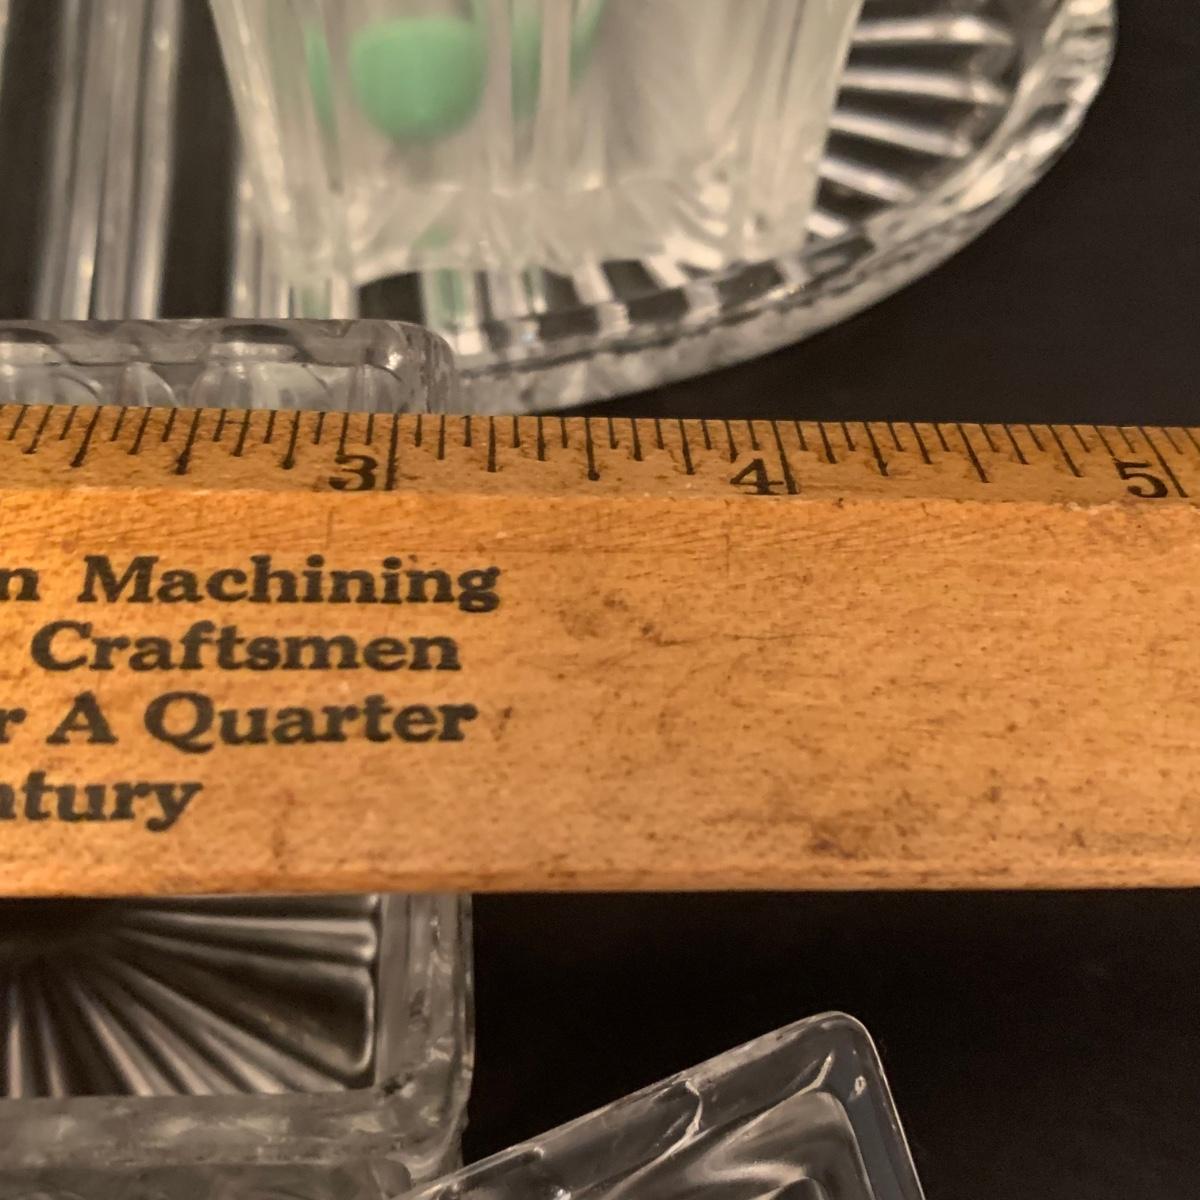 3 4 5
n Machining
Craftsmen
r A Quarter
ntury